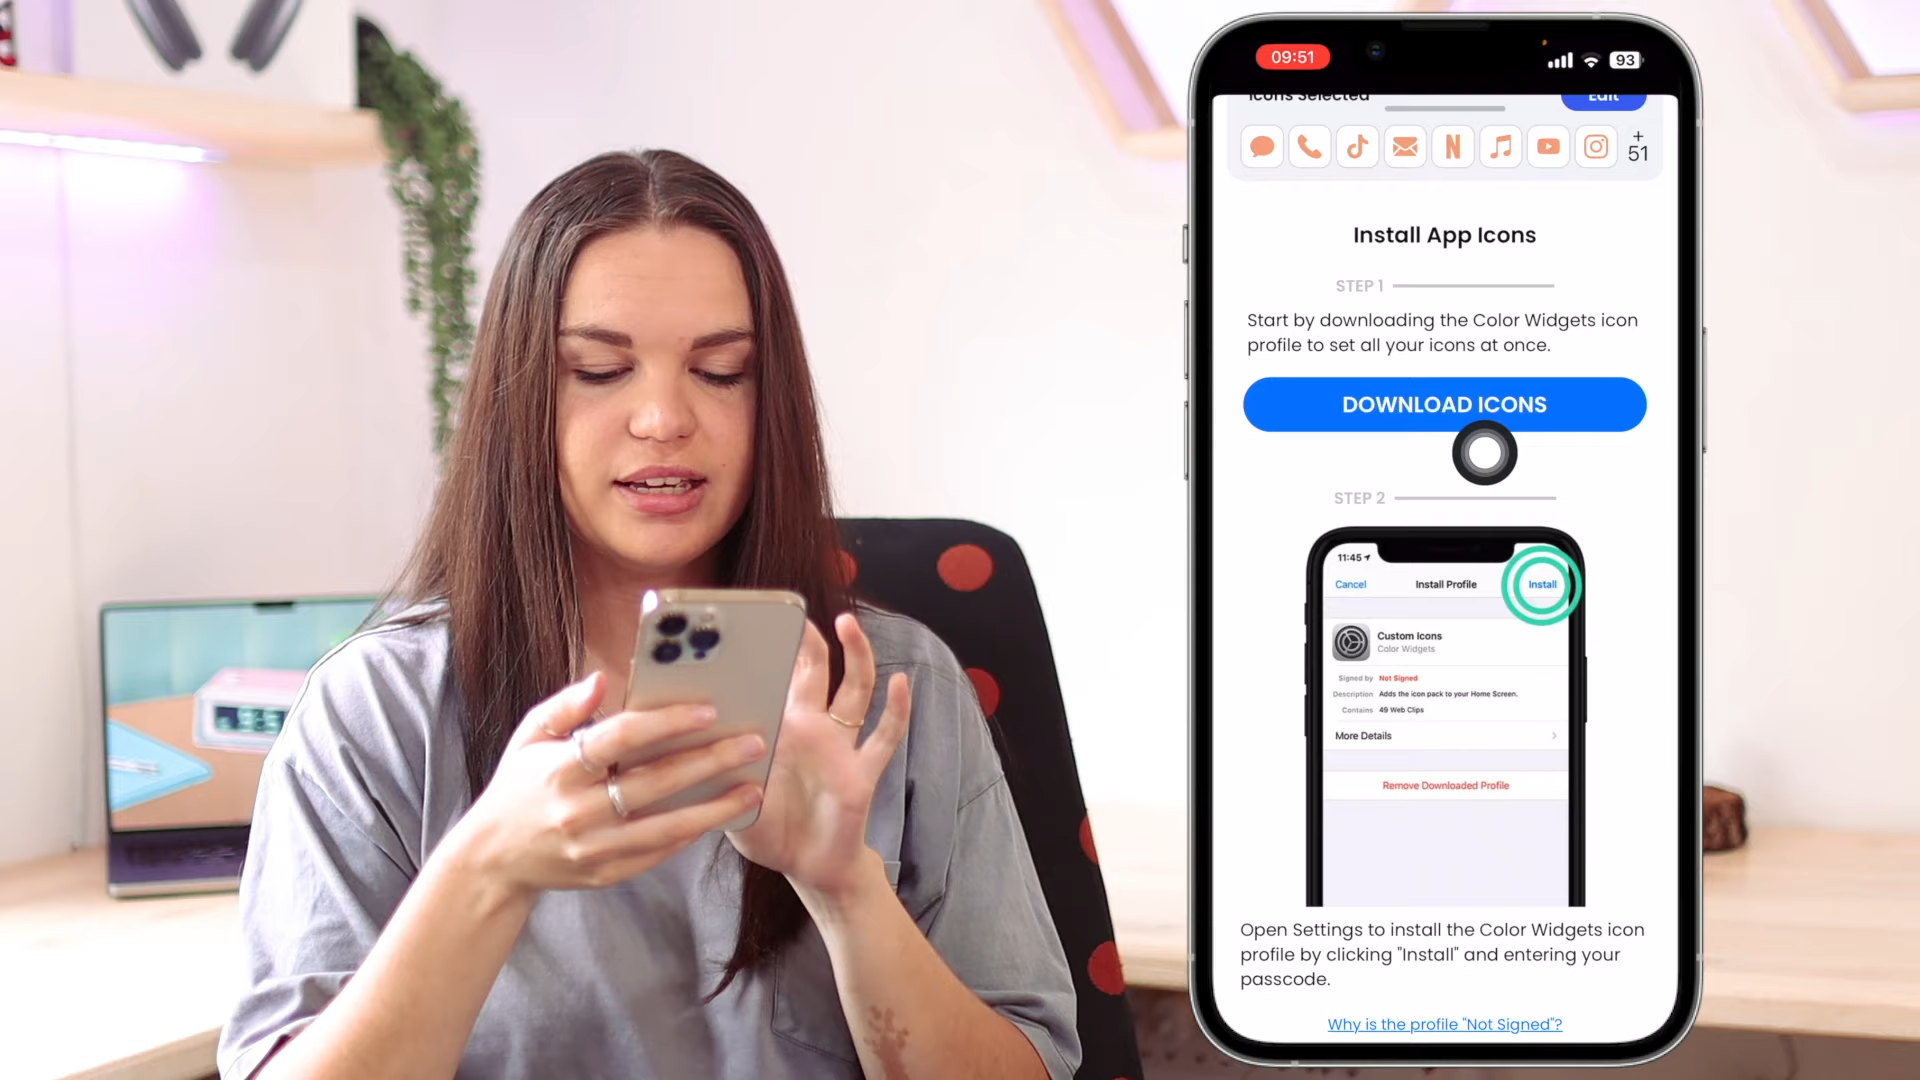 09:51
93
Icons Selected
Edit
N
+
51
Install App Icons
STEP 1
Start by downloading the Color Widgets icon
profile to set all your icons at once.
DOWNLOAD ICONS
STEP 2
11:45
Cancel
Install Profile
Install
Custom Icons
Color Widgets
Signed by Not Signed
Description Adds the icon pack to your Home Screen.
Contains 49 Web Clips
More Details
Remove Downloaded Profile
Open Settings to install the Color Widgets icon
profile by clicking "Install" and entering your
passcode.
Why is the profile "Not Signed"?